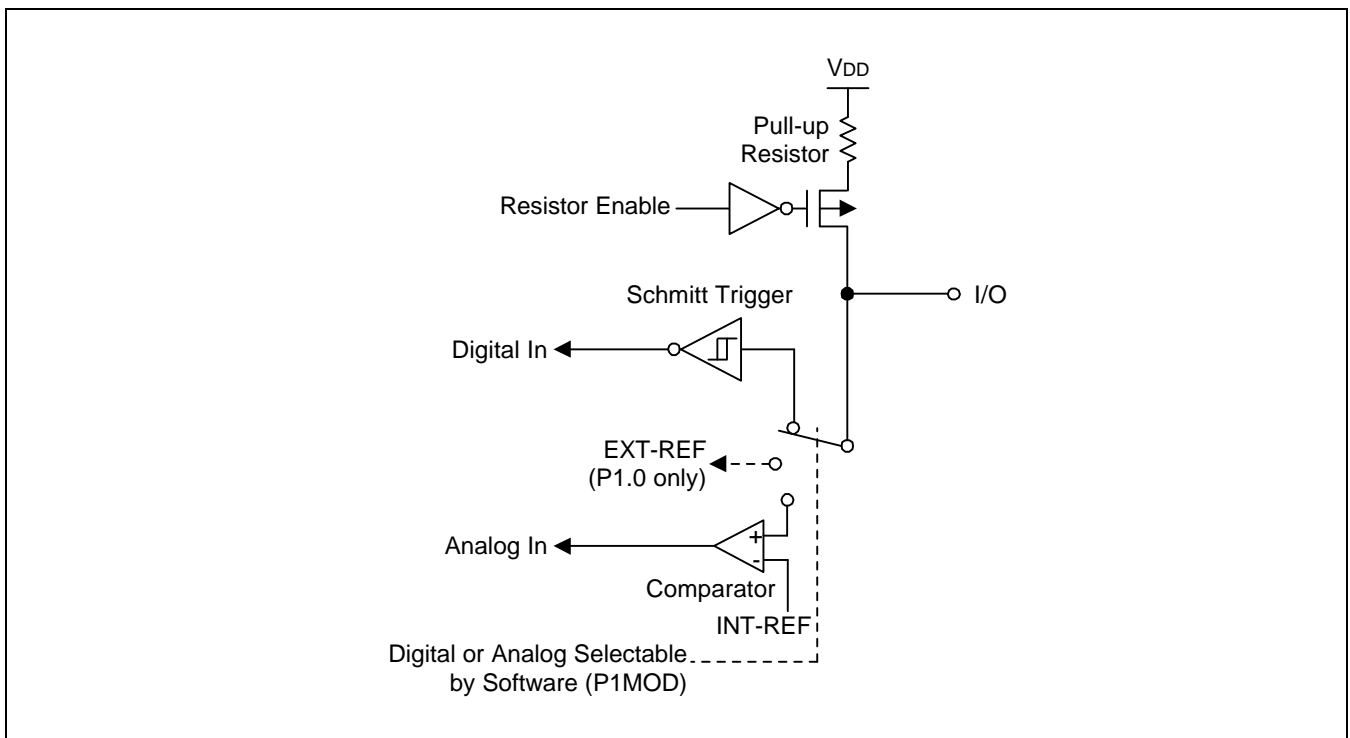 VDD
Pull-up
Resistor
Resistor Enable
Schmitt Trigger
I/O
Digital In
EXT-REF
(P1.0 only)
+
Analog In
-
Comparator
INT-REF
Digital or Analog Selectable
by Software (P1MOD)